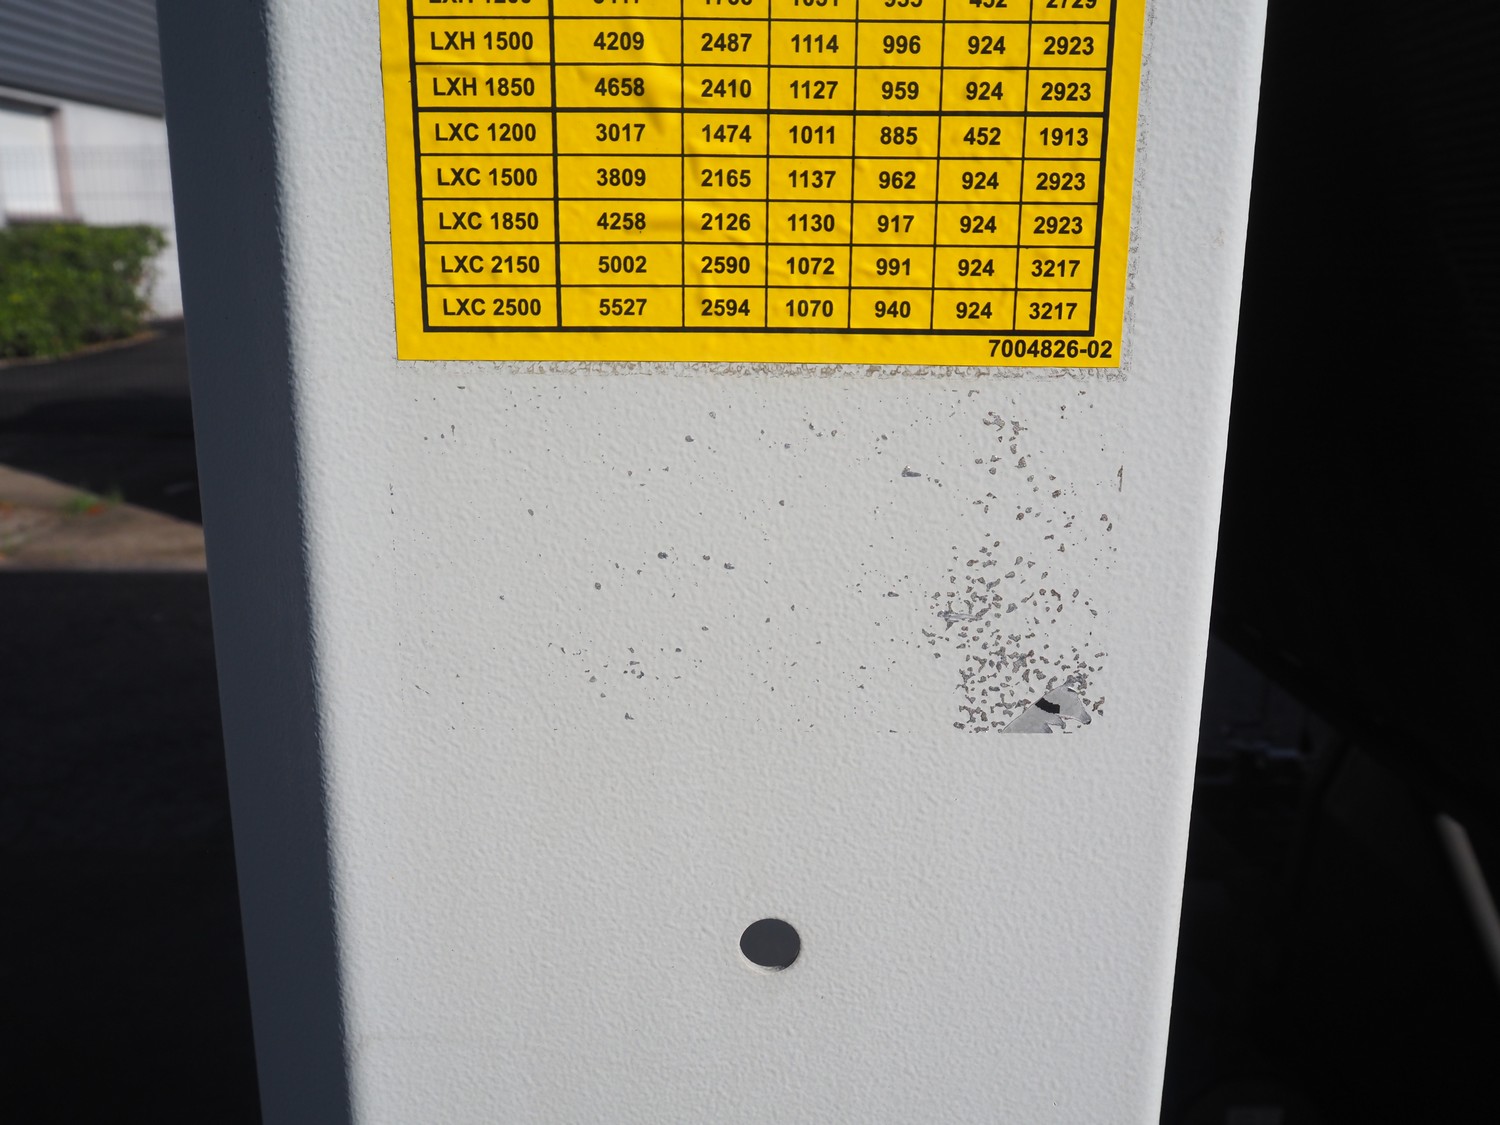 LXH 1200 2729
LXH 1500 4209 2487 1114 996 924 2923
LXH 1850 4658 2410 1127 959 924 2923
LXC 1200 3017 1474 1011 885 452 1913
LXC 1500 3809 2165 1137 962 924 2923
LXC 1850 4258 2126 1130 917 924 2923
LXC 2150 5002 2590 1072 991 924 3217
LXC 2500 5527 2594 1070 940 924 3217
7004826-02